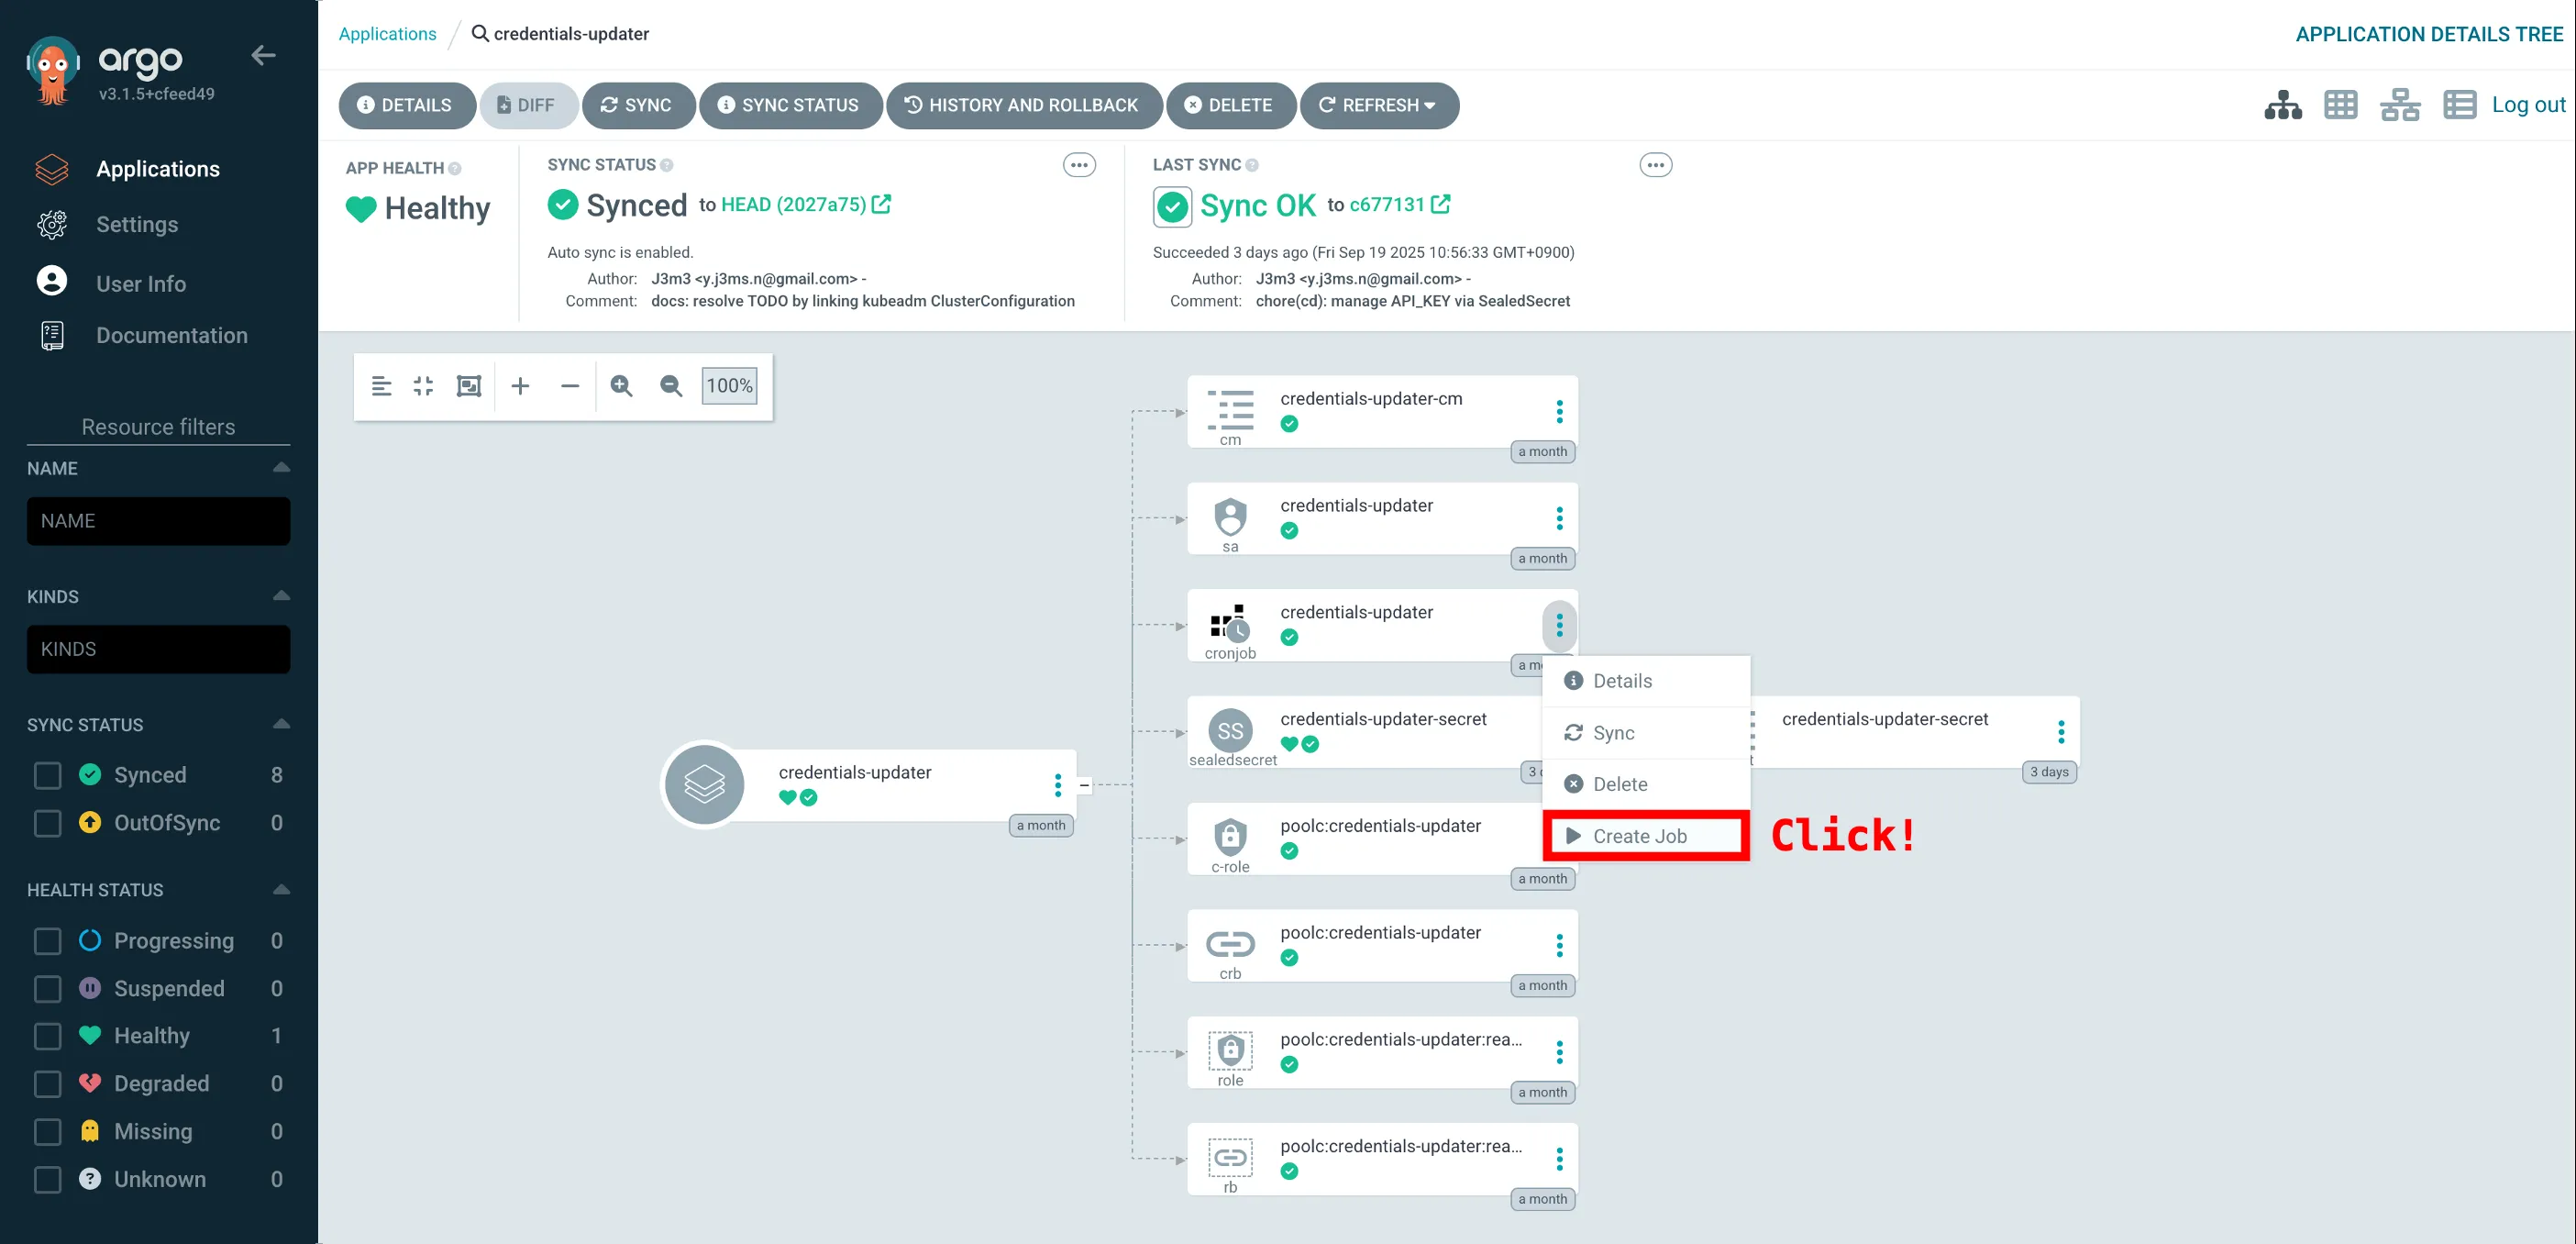 argo
v3.1.5+cfeed49
Applications
Settings
User Info
Documentation
Resource filters
NAME
NAME
KINDS
KINDS
SYNC STATUS
Synced 8
OutOfSync 0
HEALTH STATUS
Progressing 0
Suspended 0
Healthy 1
Degraded 0
Missing 0
Unknown 0
Applications / credentials-updater
APPLICATION DETAILS TREE
DETAILS DIFF SYNC SYNC STATUS HISTORY AND ROLLBACK DELETE REFRESH
Log out
APP HEALTH
Healthy
SYNC STATUS
Synced to HEAD (2027a75)
Auto sync is enabled.
Author: J3m3 <y.j3ms.n@gmail.com> -
Comment: docs: resolve TODO by linking kubeadm ClusterConfiguration
LAST SYNC
Sync OK to c677131
Succeeded 3 days ago (Fri Sep 19 2025 10:56:33 GMT+0900)
Author: J3m3 <y.j3ms.n@gmail.com> -
Comment: chore(cd): manage API_KEY via SealedSecret
100%
credentials-updater
a month
credentials-updater-cm
cm
a month
credentials-updater
sa
a month
credentials-updater
cronjob
a mo
Details
Sync
Delete
Create Job
Click!
SS
credentials-updater-secret
sealedsecret
3 d
credentials-updater-secret
t
3 days
poolc:credentials-updater
c-role
a month
poolc:credentials-updater
crb
a month
poolc:credentials-updater:rea...
role
a month
poolc:credentials-updater:rea...
rb
a month